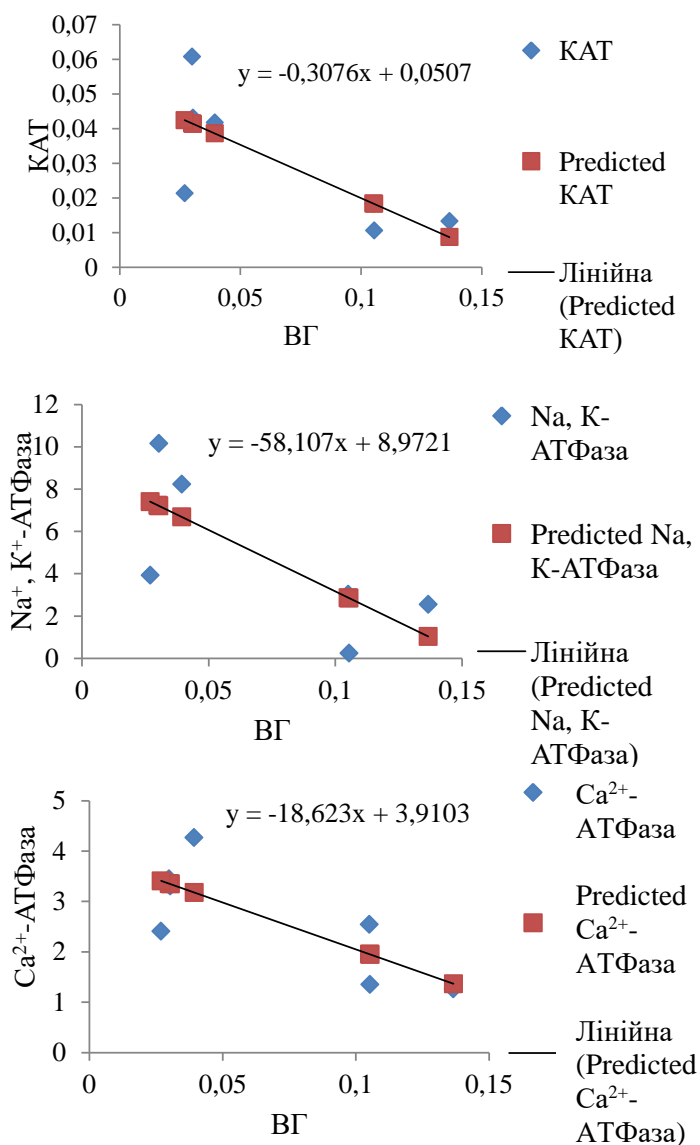 0,07
0,06
0,05
0,04
0,03
0,02
0,01
0
КАТ
y = -0,3076x + 0,0507
0
0,05
0,1
0,15
ВГ
КАТ
Predicted
КАТ
Лінійна
(Predicted
КАТ)
12
10
8
6
4
2
0
Na⁺, К⁺-АТФаза
y = -58,107x + 8,9721
0
0,05
0,1
0,15
ВГ
Na, К-
АТФаза
Predicted Na,
К-АТФаза
Лінійна
(Predicted
Na, К-
АТФаза)
5
4
3
2
1
0
Ca²⁺-АТФаза
y = -18,623x + 3,9103
0
0,05
0,1
0,15
ВГ
Ca²⁺-
АТФаза
Predicted
Ca²⁺-
АТФаза
Лінійна
(Predicted
Ca²⁺-
АТФаза)